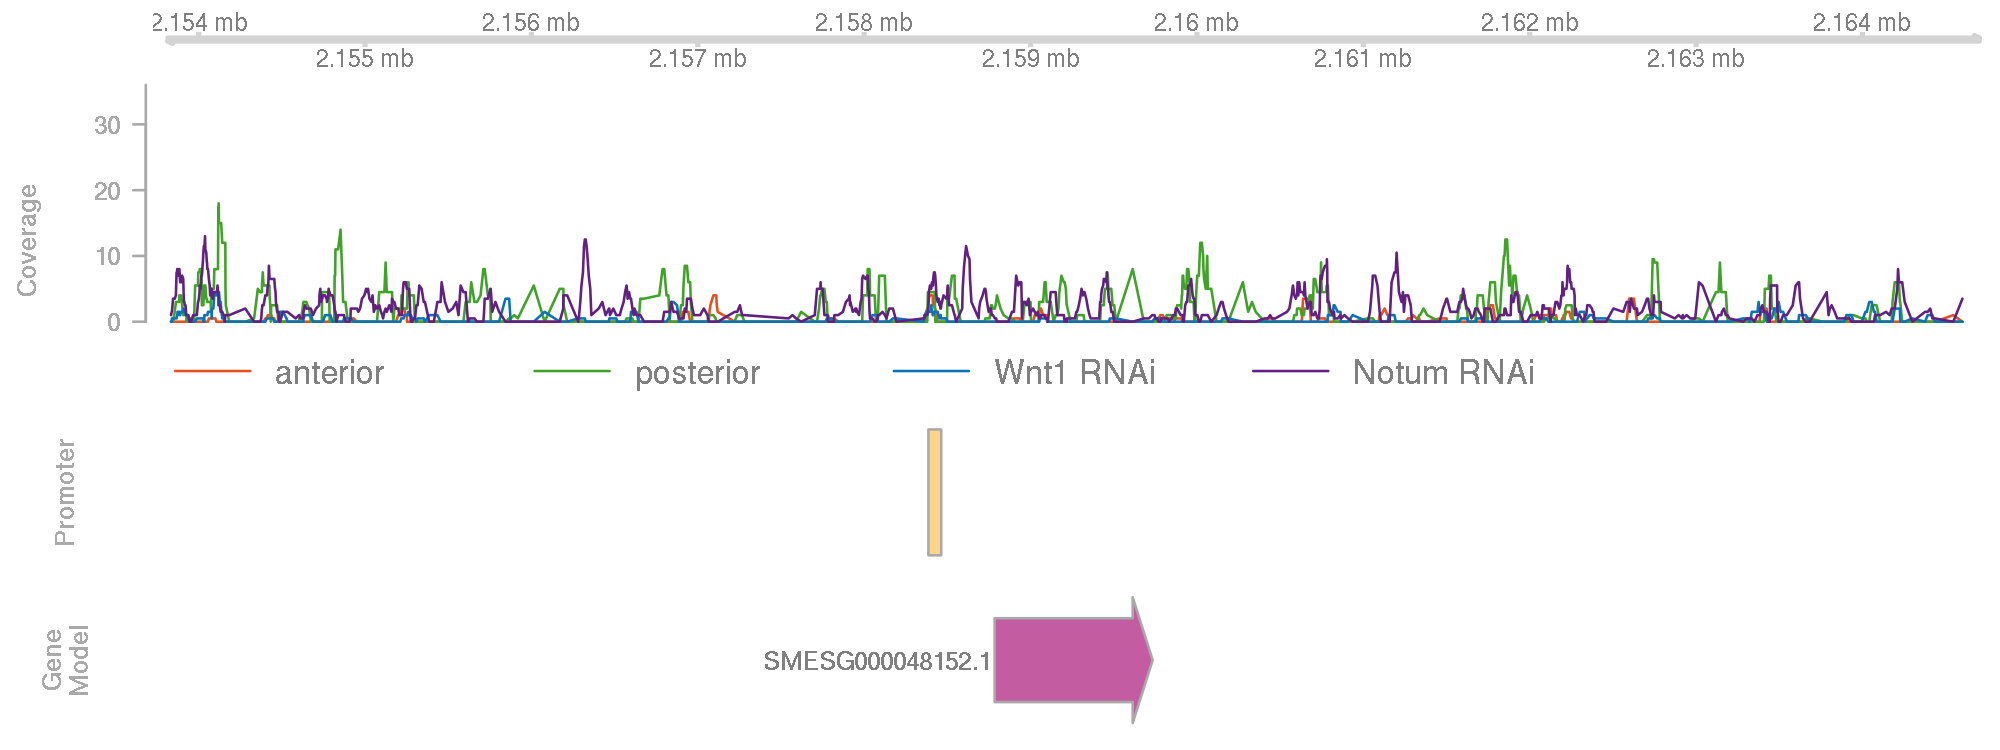 2.154 mb 2.156 mb 2.158 mb 2.16 mb 2.162 mb 2.164 mb
2.155 mb 2.157 mb 2.159 mb 2.161 mb 2.163 mb
Coverage
30
20
10
0
anterior posterior Wnt1 RNAi Notum RNAi
Promoter
Gene
Model
SMESG000048152.1